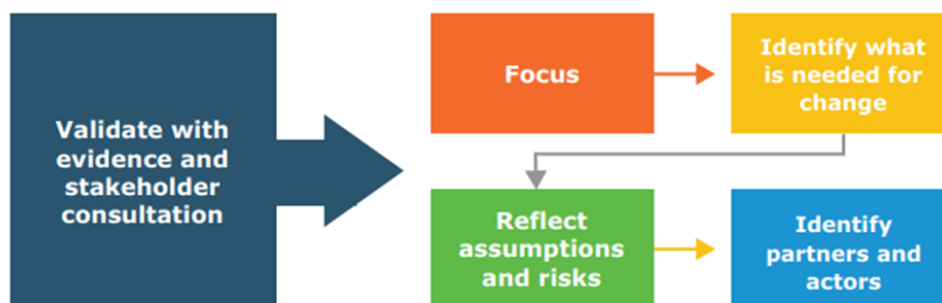 Validate with
evidence and
stakeholder
consultation
Focus
Identify what
is needed for
change
Reflect
assumptions
and risks
Identify
partners and
actors